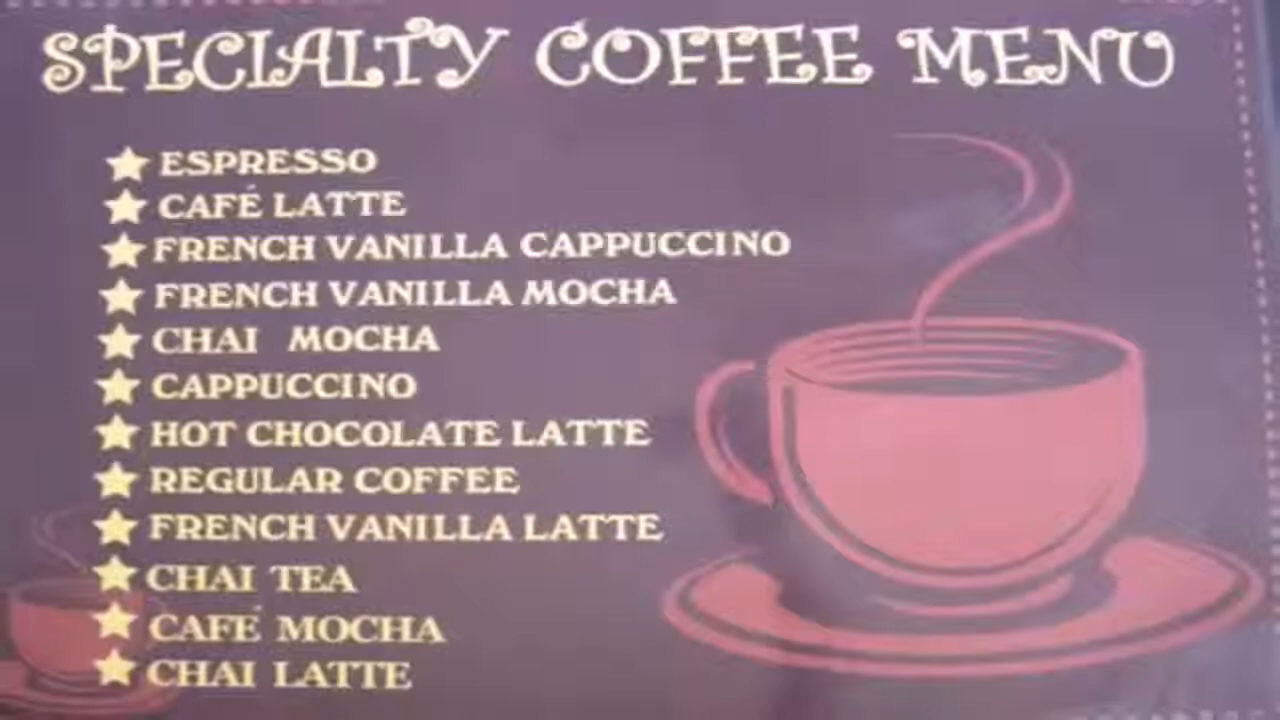 SPECIALTY COFFEE MENU
ESPRESSO
CAFÉ LATTE
FRENCH VANILLA CAPPUCCINO
FRENCH VANILLA MOCHA
CHAI MOCHA
CAPPUCCINO
HOT CHOCOLATE LATTE
REGULAR COFFEE
FRENCH VANILLA LATTE
CHAI TEA
CAFÉ MOCHA
CHAI LATTE